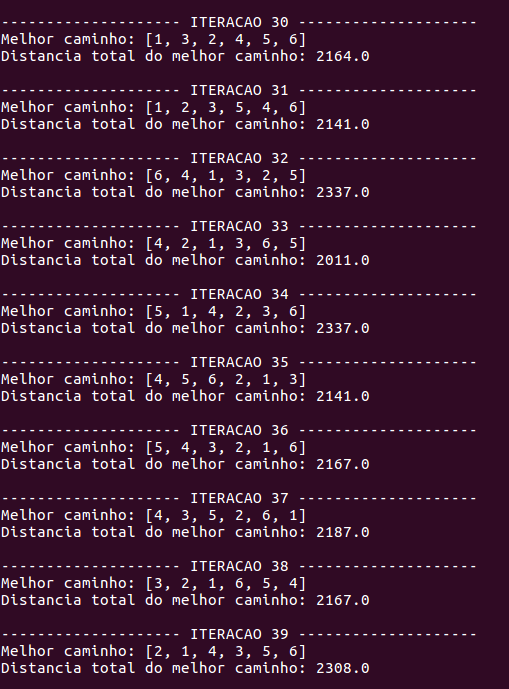 -------------------- ITERACAO 30 --------------------
Melhor caminho: [1, 3, 2, 4, 5, 6]
Distancia total do melhor caminho: 2164.0
-------------------- ITERACAO 31 --------------------
Melhor caminho: [1, 2, 3, 5, 4, 6]
Distancia total do melhor caminho: 2141.0
-------------------- ITERACAO 32 --------------------
Melhor caminho: [6, 4, 1, 3, 2, 5]
Distancia total do melhor caminho: 2337.0
-------------------- ITERACAO 33 --------------------
Melhor caminho: [4, 2, 1, 3, 6, 5]
Distancia total do melhor caminho: 2011.0
-------------------- ITERACAO 34 --------------------
Melhor caminho: [5, 1, 4, 2, 3, 6]
Distancia total do melhor caminho: 2337.0
-------------------- ITERACAO 35 --------------------
Melhor caminho: [4, 5, 6, 2, 1, 3]
Distancia total do melhor caminho: 2141.0
-------------------- ITERACAO 36 --------------------
Melhor caminho: [5, 4, 3, 2, 1, 6]
Distancia total do melhor caminho: 2167.0
-------------------- ITERACAO 37 --------------------
Melhor caminho: [4, 3, 5, 2, 6, 1]
Distancia total do melhor caminho: 2187.0
-------------------- ITERACAO 38 --------------------
Melhor caminho: [3, 2, 1, 6, 5, 4]
Distancia total do melhor caminho: 2167.0
-------------------- ITERACAO 39 --------------------
Melhor caminho: [2, 1, 4, 3, 5, 6]
Distancia total do melhor caminho: 2308.0